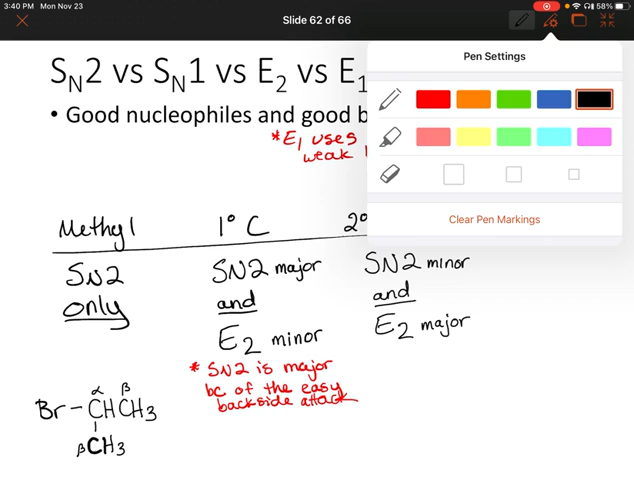 3:40 PM Mon Nov 23
58%
Slide 62 of 66
SN2 vs SN1 vs E2 vs E1
Pen Settings
• Good nucleophiles and good b
*E1 uses
weak
Clear Pen Markings
Methyl 1° C 2°
SN2 SN2 major SN2 minor
only and and
E2 minor E2 major
* SN2 is major
bc of the easy
backside attack
α β
Br-CHCH3
βCH3